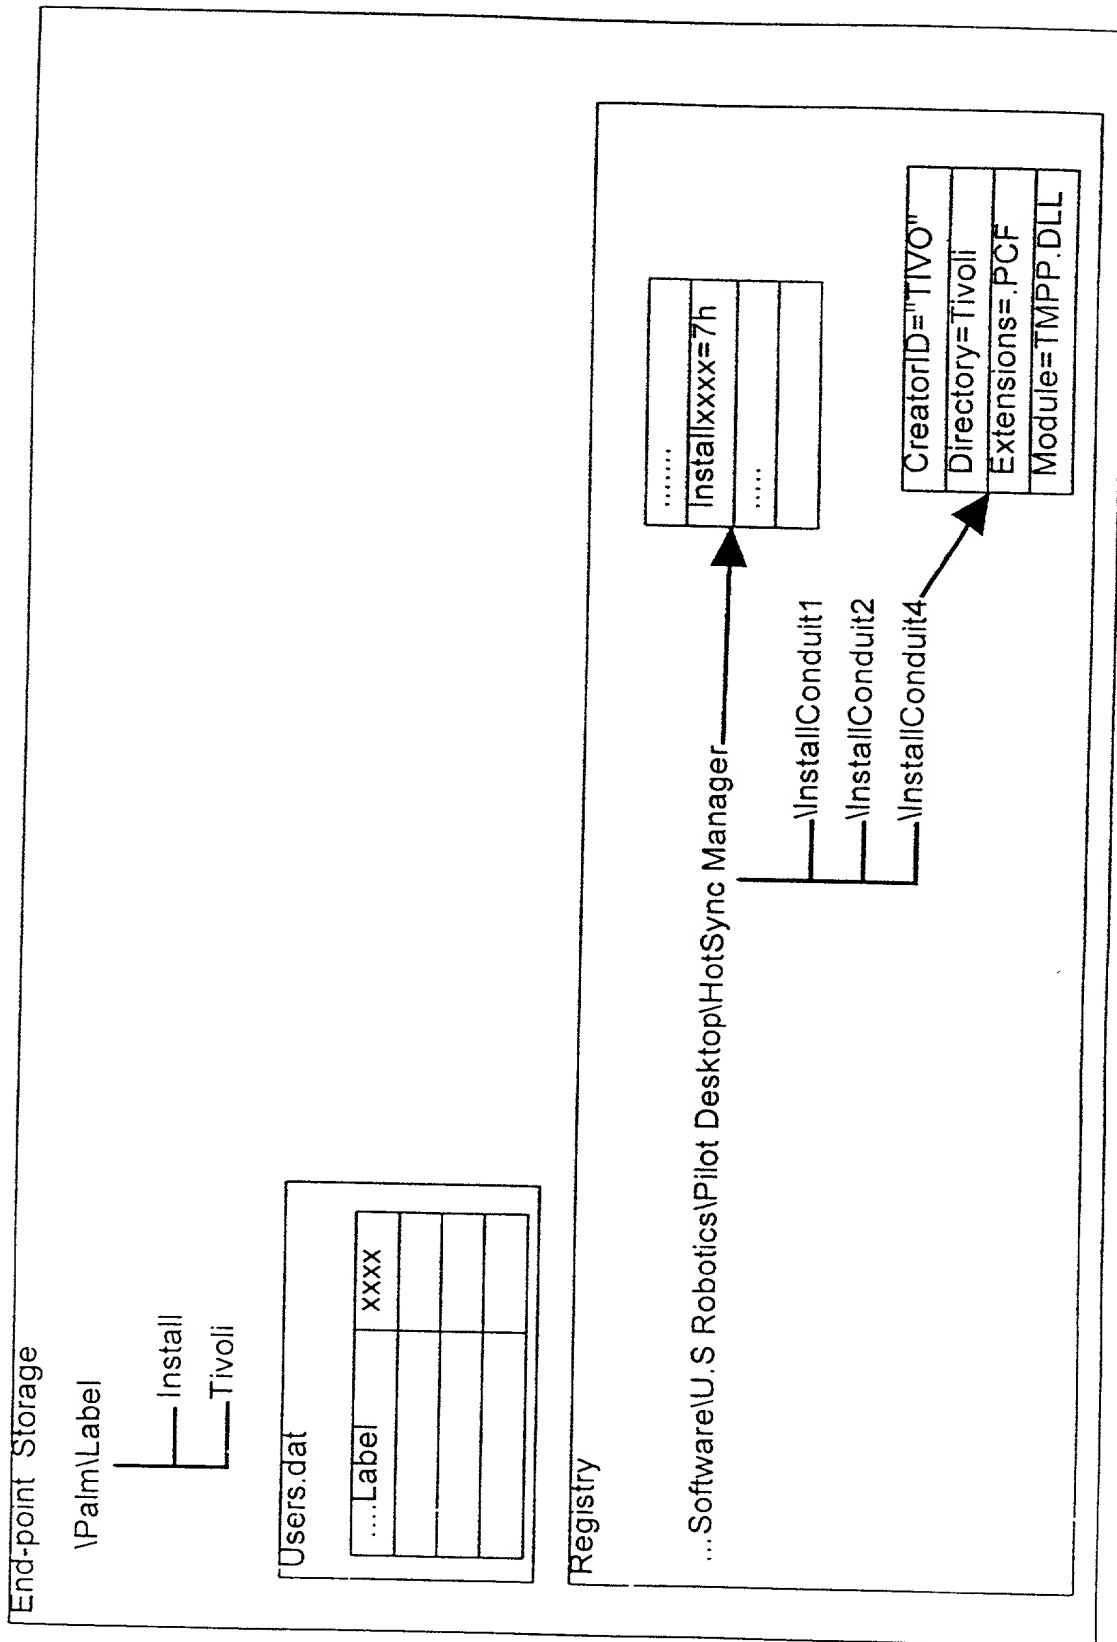 End-point Storage
\Palm\Label
Install
Tivoli
Users.dat
....Label
xxxx
Registry
...Software\U.S Robotics\Pilot Desktop\HotSync Manager
.......
Installxxxx=7h
.....
\InstallConduit1
\InstallConduit2
\InstallConduit4
CreatorID="TIVO"
Directory=Tivoli
Extensions=.PCF
Module=TMPP.DLL